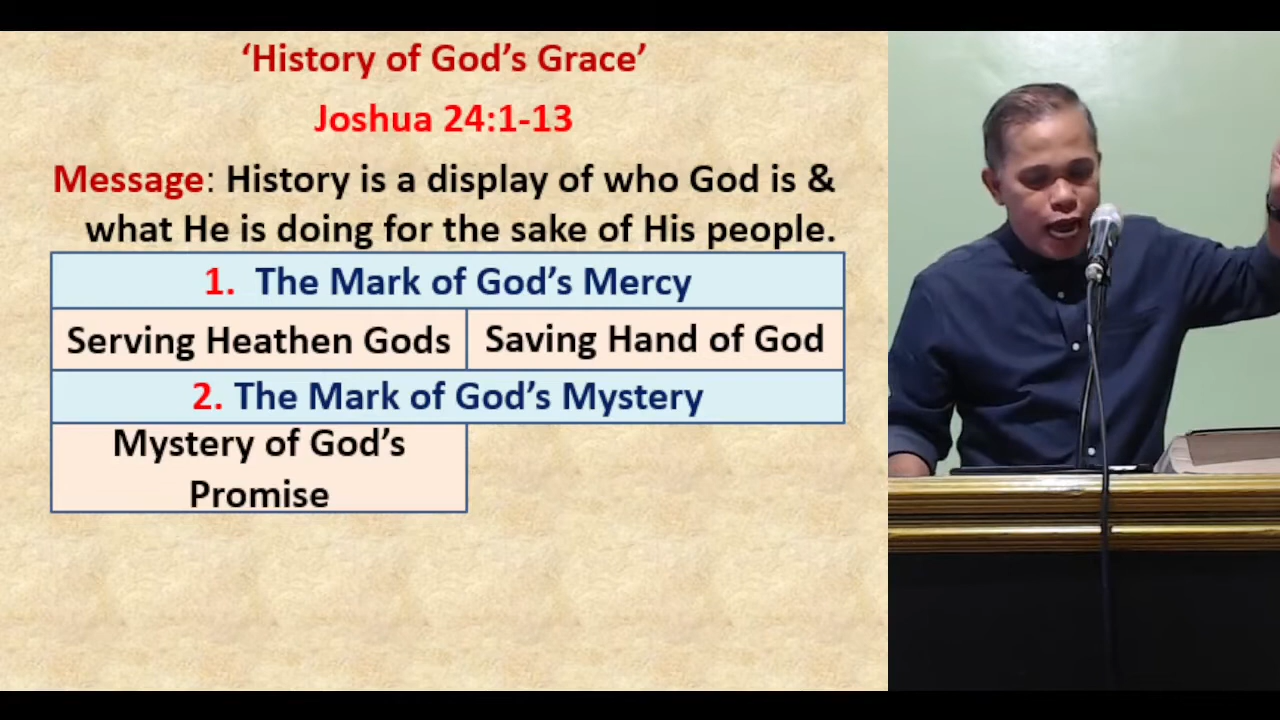 ‘History of God’s Grace’
Joshua 24:1-13
Message: History is a display of who God is &
what He is doing for the sake of His people.
1. The Mark of God’s Mercy
Serving Heathen Gods
Saving Hand of God
2. The Mark of God’s Mystery
Mystery of God’s
Promise